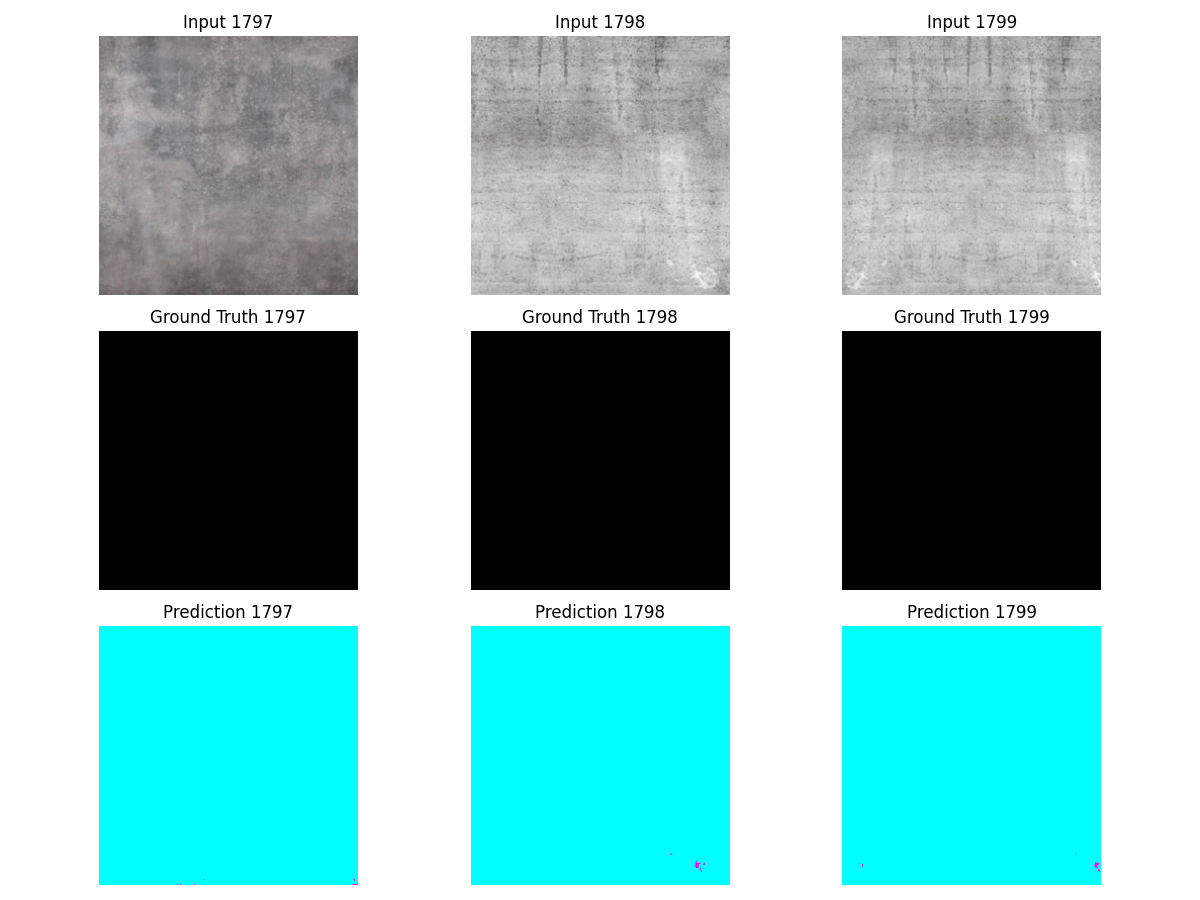 Input 1797
Input 1798
Input 1799
Ground Truth 1797
Ground Truth 1798
Ground Truth 1799
Prediction 1797
Prediction 1798
Prediction 1799